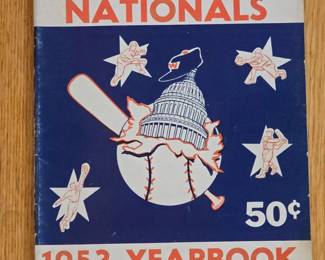 NATIONALS
W
50¢
1953 YEARBOOK